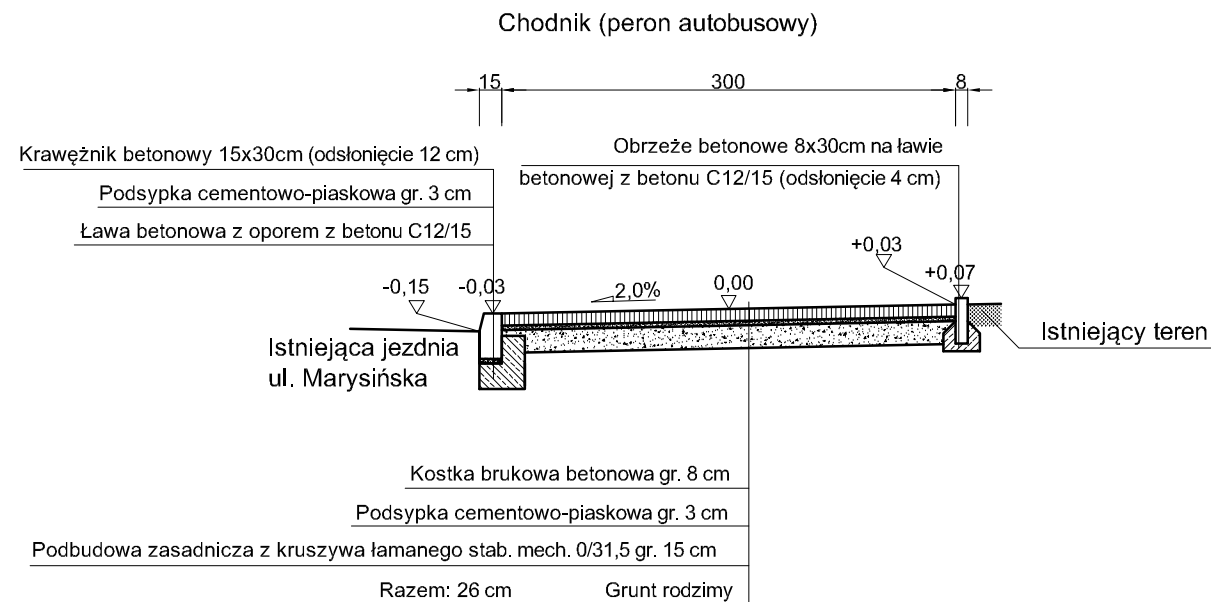 Chodnik (peron autobusowy)
15
300
8
Krawężnik betonowy 15x30cm (odsłonięcie 12 cm)
Podsypka cementowo-piaskowa gr. 3 cm
Ława betonowa z oporem z betonu C12/15
Obrzeże betonowe 8x30cm na ławie
betonowej z betonu C12/15 (odsłonięcie 4 cm)
-0,15
-0,03
2,0%
0,00
+0,03
+0,07
Istniejąca jezdnia
ul. Marysińska
Istniejący teren
Kostka brukowa betonowa gr. 8 cm
Podsypka cementowo-piaskowa gr. 3 cm
Podbudowa zasadnicza z kruszywa łamanego stab. mech. 0/31,5 gr. 15 cm
Razem: 26 cm
Grunt rodzimy